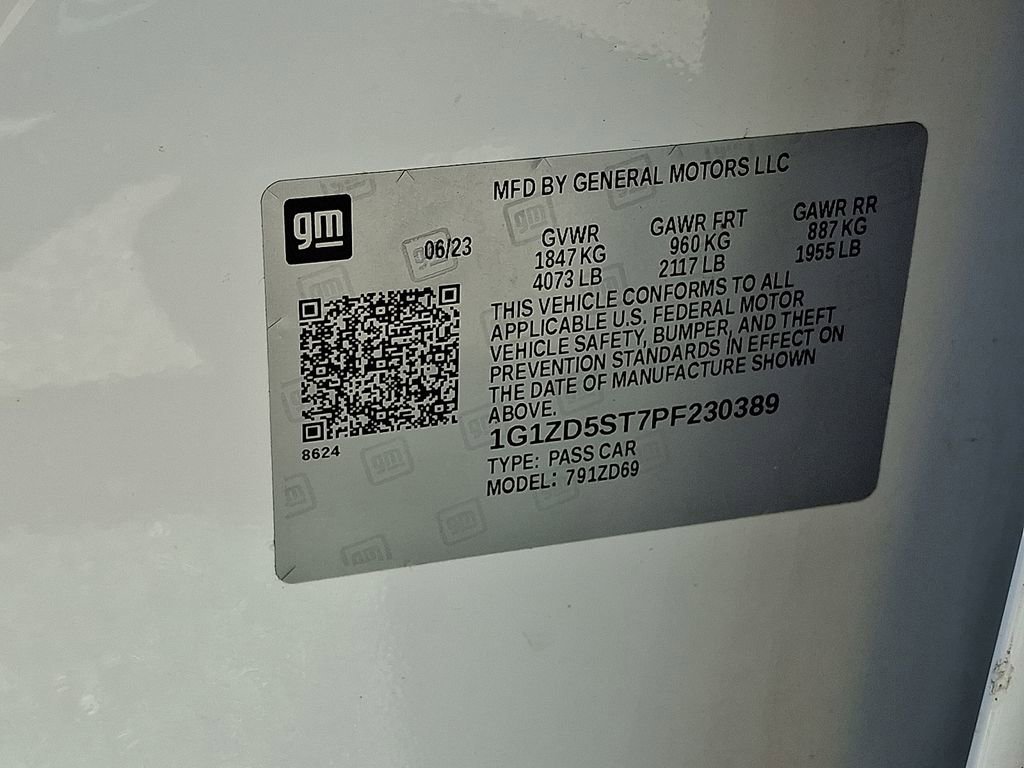 gm
MFD BY GENERAL MOTORS LLC
06/23
GVWR
1847 KG
4073 LB
GAWR FRT
960 KG
2117 LB
GAWR RR
887 KG
1955 LB
THIS VEHICLE CONFORMS TO ALL
APPLICABLE U.S. FEDERAL MOTOR
VEHICLE SAFETY, BUMPER, AND THEFT
PREVENTION STANDARDS IN EFFECT ON
THE DATE OF MANUFACTURE SHOWN
ABOVE.
1G1ZD5ST7PF230389
TYPE: PASS CAR
MODEL: 791ZD69
8624